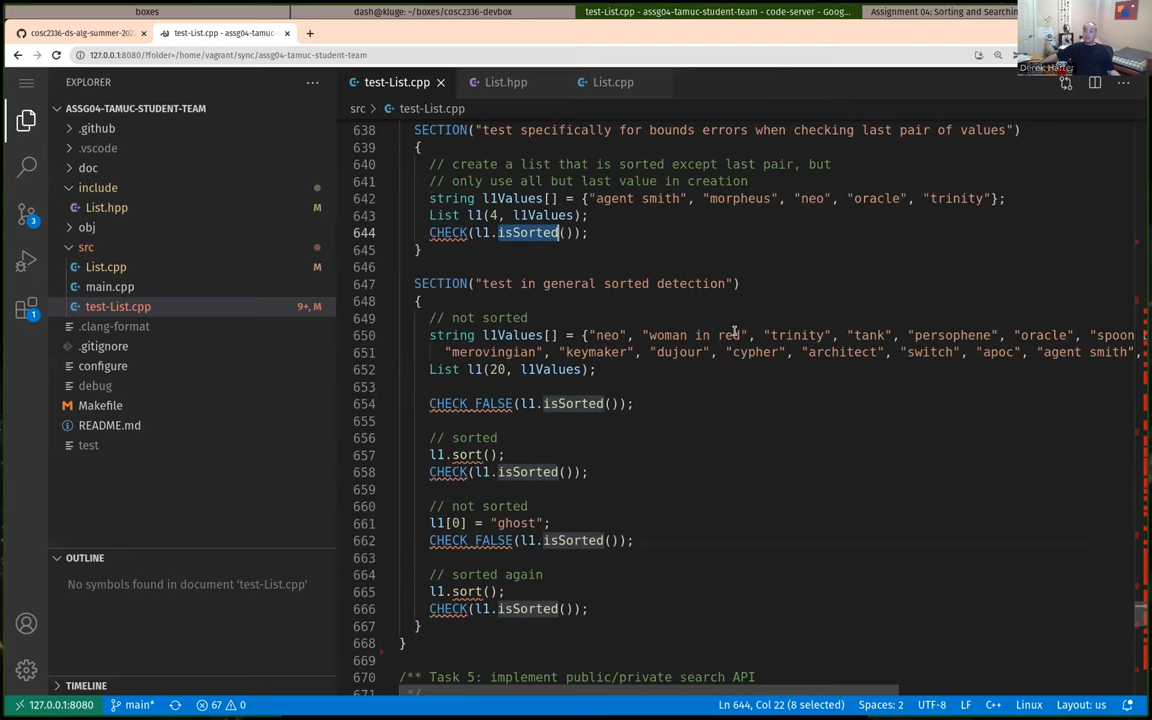 boxes
dash@kluge: ~/boxes/cosc2336-devbox
test-List.cpp - assg04-tamuc-student-team - code-server - Goog...
Assignment 04: Sorting and Searching
cosc2336-ds-alg-summer-202
test-List.cpp - assg04-tamuc-
127.0.0.1:8080/?folder=/home/vagrant/sync/assg04-tamuc-student-team
Derek Harter
EXPLORER
ASSG04-TAMUC-STUDENT-TEAM
.github
.vscode
doc
include
List.hpp M
obj
src
List.cpp M
main.cpp
test-List.cpp 9+, M
.clang-format
.gitignore
configure
debug
Makefile
README.md
test
OUTLINE
No symbols found in document 'test-List.cpp'
TIMELINE
3
3
test-List.cpp
List.hpp
List.cpp
src > test-List.cpp
638 SECTION("test specifically for bounds errors when checking last pair of values")
639 {
640 // create a list that is sorted except last pair, but
641 // only use all but last value in creation
642 string l1Values[] = {"agent smith", "morpheus", "neo", "oracle", "trinity"};
643 List l1(4, l1Values);
644 CHECK(l1.isSorted());
645 }
646
647 SECTION("test in general sorted detection")
648 {
649 // not sorted
650 string l1Values[] = {"neo", "woman in red", "trinity", "tank", "persophene", "oracle", "spoon
651 "merovingian", "keymaker", "dujour", "cypher", "architect", "switch", "apoc", "agent smith",
652 List l1(20, l1Values);
653
654 CHECK_FALSE(l1.isSorted());
655
656 // sorted
657 l1.sort();
658 CHECK(l1.isSorted());
659
660 // not sorted
661 l1[0] = "ghost";
662 CHECK_FALSE(l1.isSorted());
663
664 // sorted again
665 l1.sort();
666 CHECK(l1.isSorted());
667 }
668 }
669
670 /** Task 5: implement public/private search API
671 */
127.0.0.1:8080 main* 67 0 Ln 644, Col 22 (8 selected) Spaces: 2 UTF-8 LF C++ Linux Layout: us